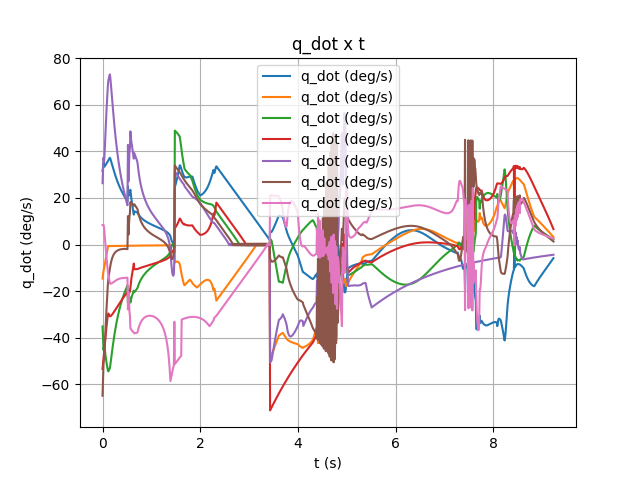 q_dot x t
80
60
40
20
0
−20
−40
−60
q_dot (deg/s)
q_dot (deg/s)
q_dot (deg/s)
q_dot (deg/s)
q_dot (deg/s)
q_dot (deg/s)
q_dot (deg/s)
q_dot (deg/s)
0 2 4 6 8
t (s)